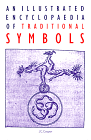 AN ILLUSTRATED
ENCYCLOPAEDIA
OF TRADITIONAL
SYMBOLS